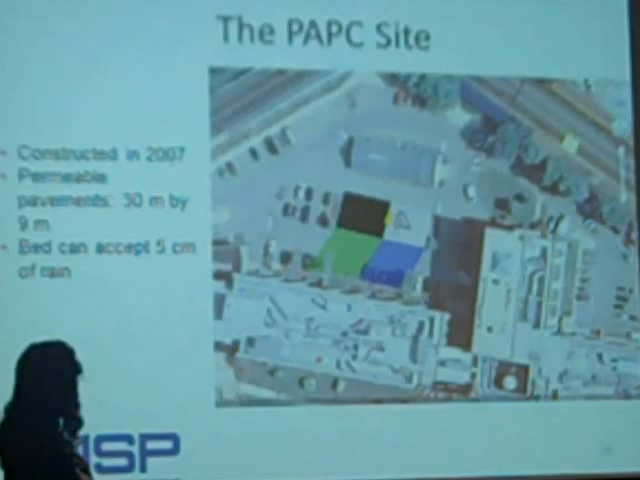 The PAPC Site
- Constructed in 2007
- Permeable
pavements: 30 m by
9 m
- Bed can accept 5 cm
of rain
SP